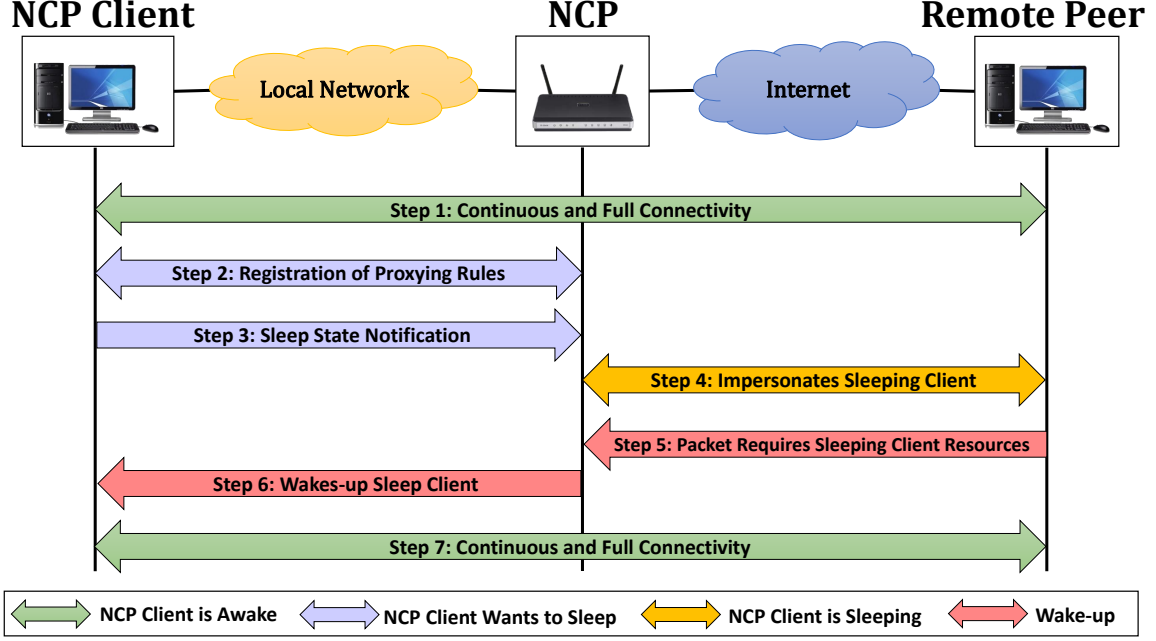 NCP Client
NCP
Remote Peer
Local Network
Internet
Step 1: Continuous and Full Connectivity
Step 2: Registration of Proxying Rules
Step 3: Sleep State Notification
Step 4: Impersonates Sleeping Client
Step 5: Packet Requires Sleeping Client Resources
Step 6: Wakes-up Sleep Client
Step 7: Continuous and Full Connectivity
NCP Client is Awake
NCP Client Wants to Sleep
NCP Client is Sleeping
Wake-up